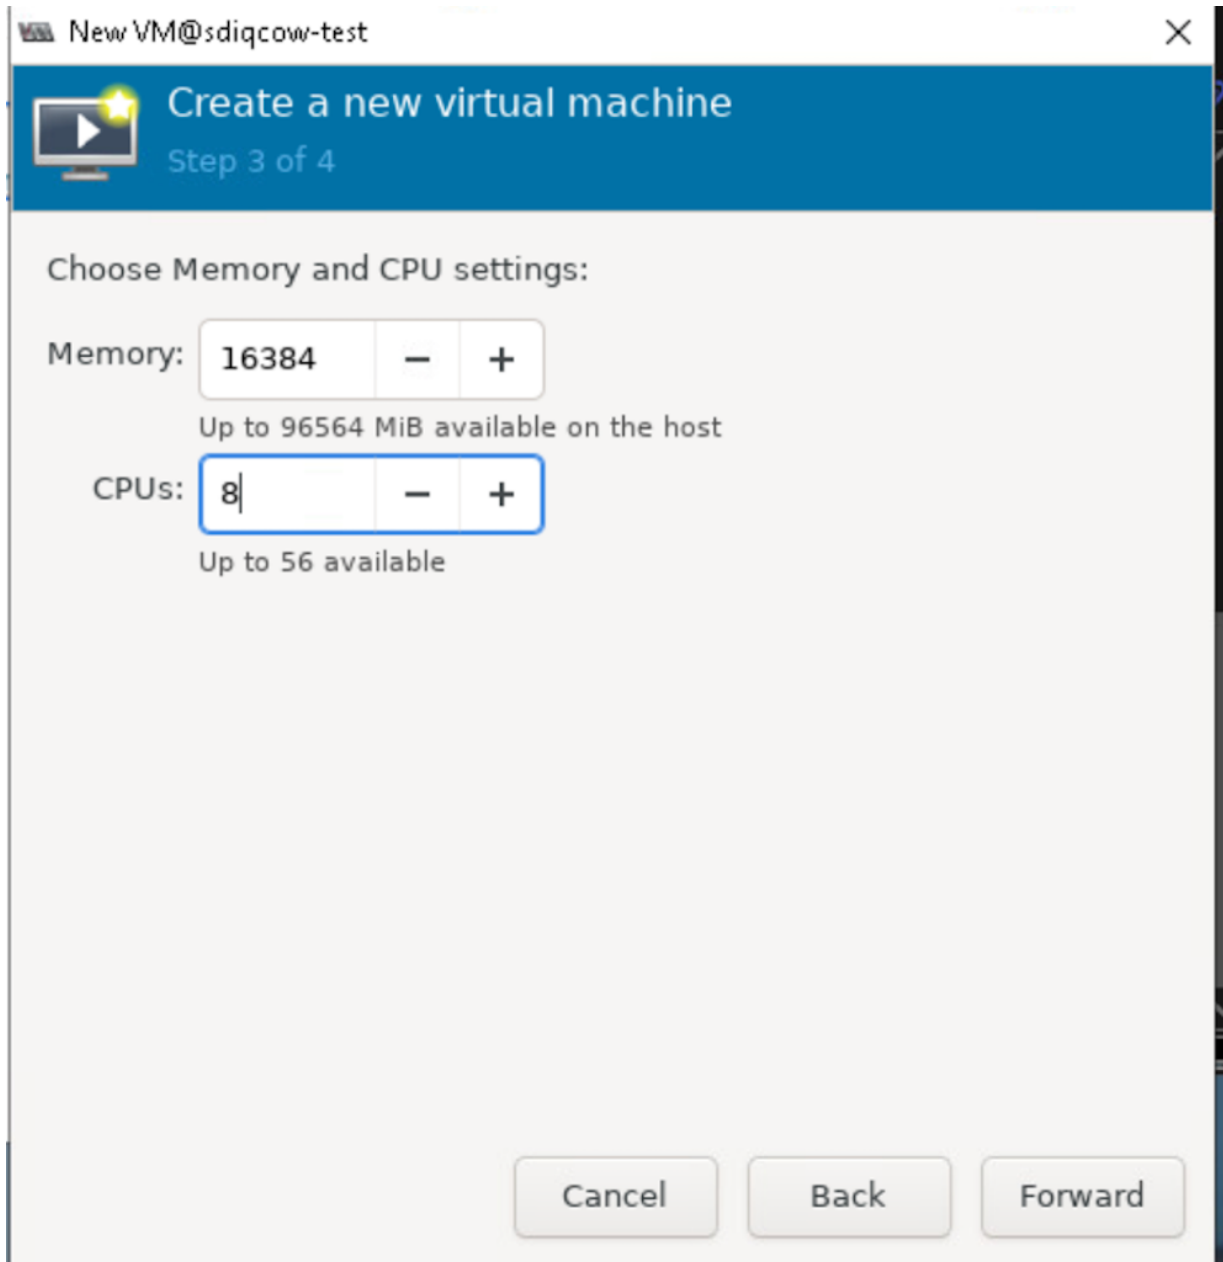 New VM@sdiqcow-test
Create a new virtual machine
Step 3 of 4
Choose Memory and CPU settings:
Memory: 16384 − +
Up to 96564 MiB available on the host
CPUs: 8 − +
Up to 56 available
Cancel Back Forward